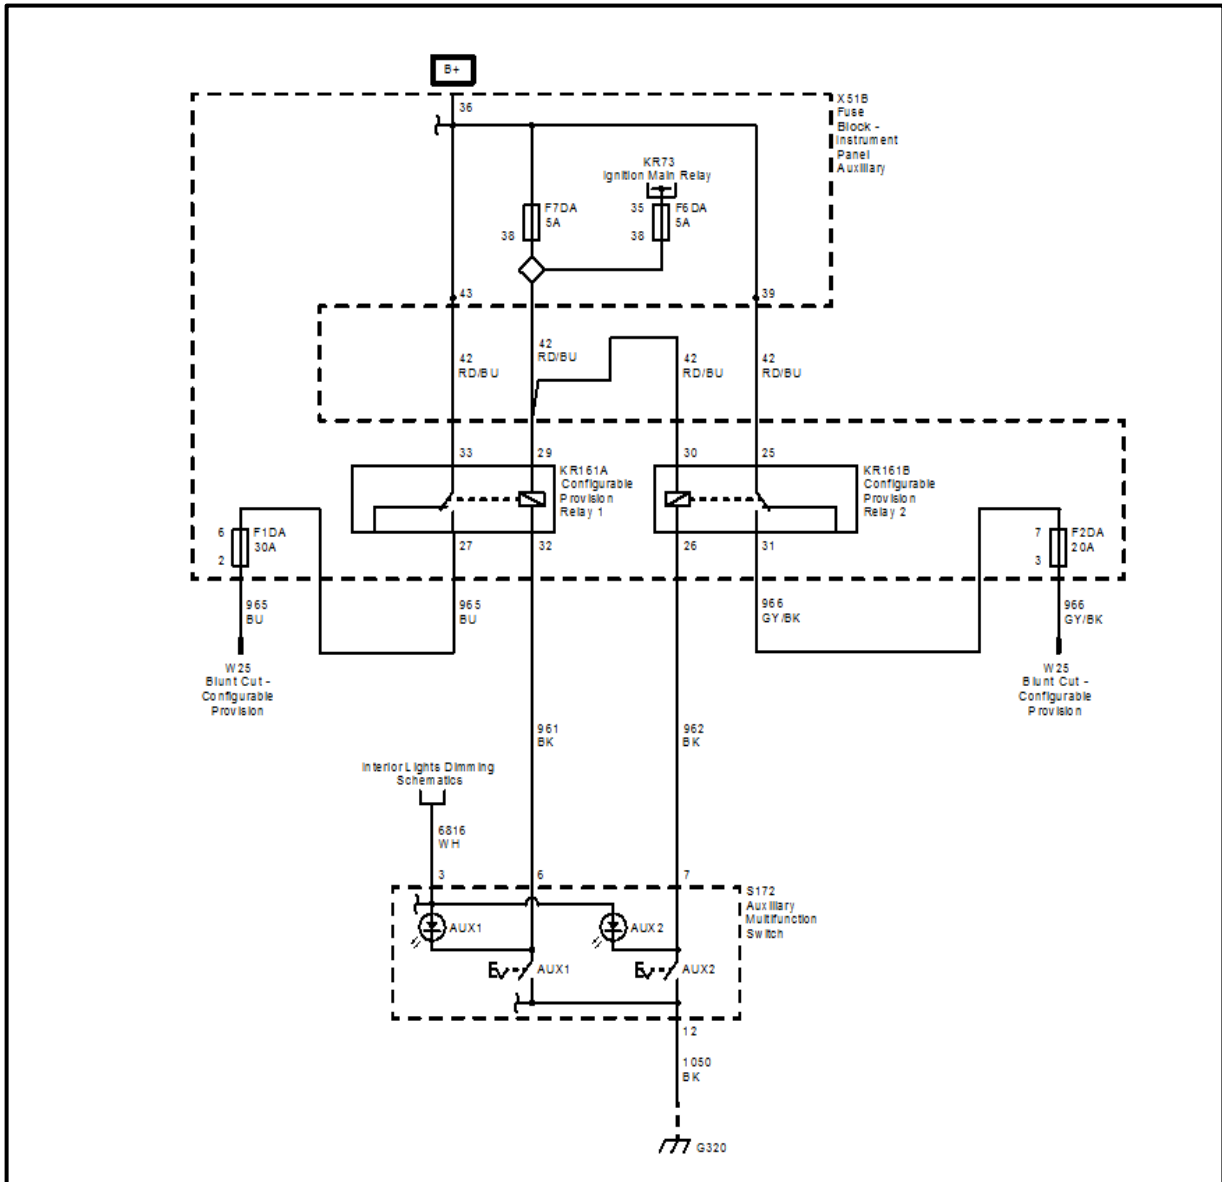 B+
36
X51B
Fuse
Block -
Instrument
Panel
Auxiliary
KR73
Ignition Main Relay
F7DA
5A
38
35
F6DA
5A
38
43
39
42
RD/BU
42
RD/BU
42
RD/BU
42
RD/BU
33
29
30
25
KR161A
Configurable
Provision
Relay 1
KR161B
Configurable
Provision
Relay 2
27
32
26
31
6
F1DA
30A
2
7
F2DA
20A
3
965
BU
965
BU
966
GY/BK
966
GY/BK
W25
Blunt Cut -
Configurable
Provision
W25
Blunt Cut -
Configurable
Provision
961
BK
962
BK
Interior Lights Dimming
Schematics
6816
WH
3
6
7
S172
Auxiliary
Multifunction
Switch
AUX1
AUX2
AUX1
AUX2
12
1050
BK
G320